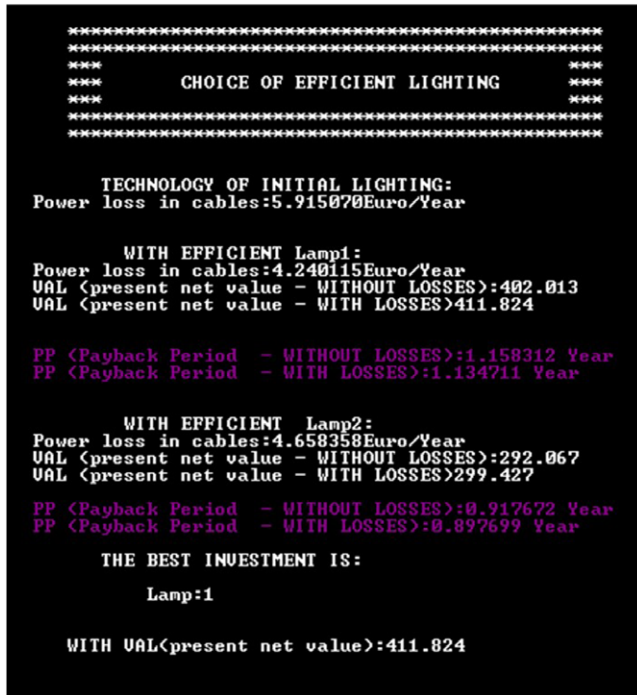 *********************************************
*********************************************
*** ***
*** CHOICE OF EFFICIENT LIGHTING ***
*** ***
*********************************************
*********************************************
TECHNOLOGY OF INITIAL LIGHTING:
Power loss in cables:5.915070Euro/Year
WITH EFFICIENT Lamp1:
Power loss in cables:4.240115Euro/Year
VAL (present net value - WITHOUT LOSSES):402.013
VAL (present net value - WITH LOSSES)411.824
PP (Payback Period  - WITHOUT LOSSES):1.158312 Year
PP (Payback Period  - WITH LOSSES):1.134711 Year
WITH EFFICIENT  Lamp2:
Power loss in cables:4.658358Euro/Year
VAL (present net value - WITHOUT LOSSES):292.067
VAL (present net value - WITH LOSSES)299.427
PP (Payback Period  - WITHOUT LOSSES):0.917672 Year
PP (Payback Period  - WITH LOSSES):0.897699 Year
THE BEST INVESTMENT IS:
Lamp:1
WITH VAL(present net value):411.824